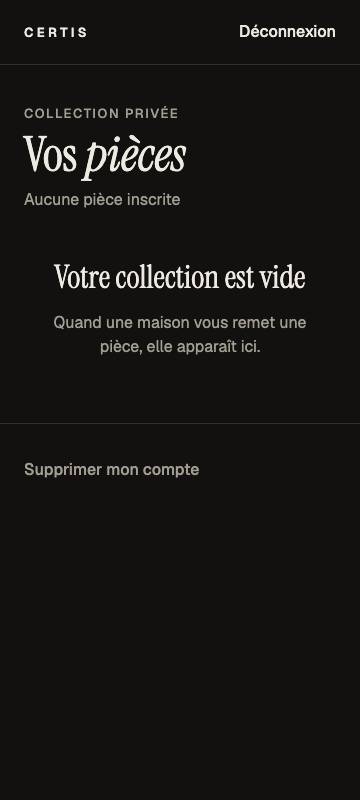 CERTIS
Déconnexion
COLLECTION PRIVÉE
Vos pièces
Aucune pièce inscrite
Votre collection est vide
Quand une maison vous remet une
pièce, elle apparaît ici.
Supprimer mon compte